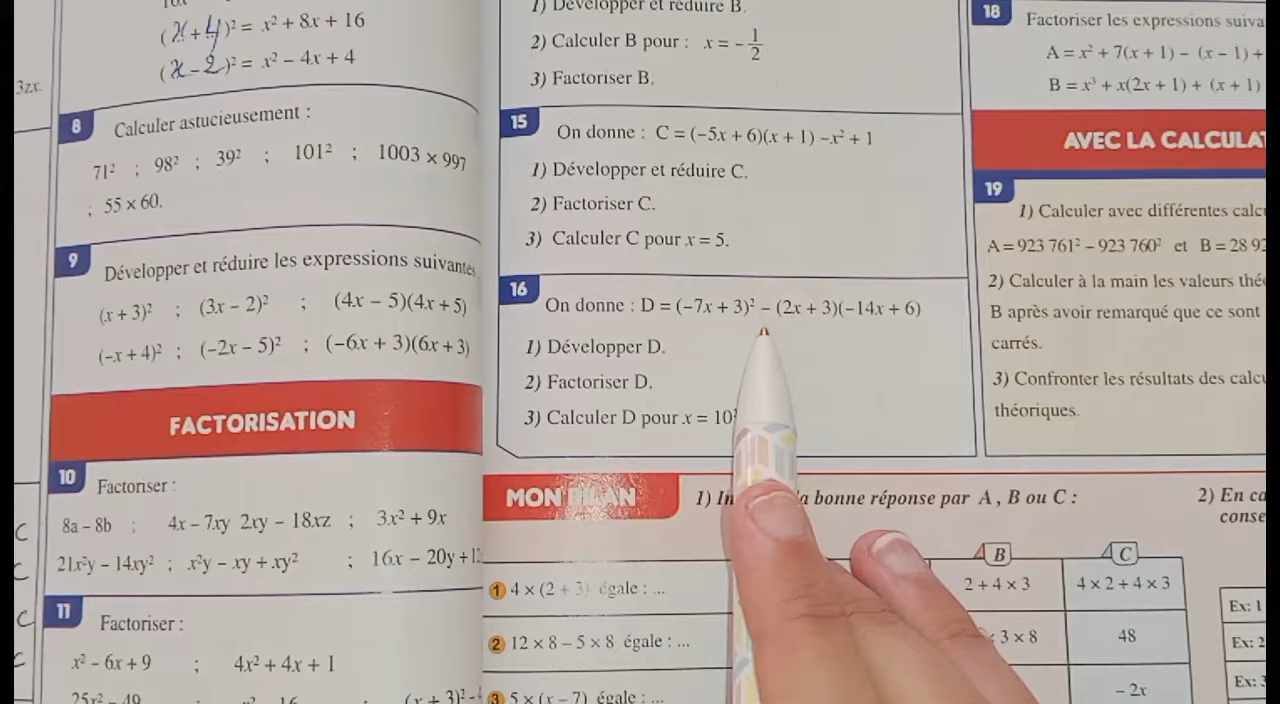 (x+4)² = x² + 8x + 16
(x-2)² = x² − 4x + 4
3zx.
8 Calculer astucieusement :
71² ; 98² ; 39² ; 101² ; 1003 × 997
; 55 × 60.
9 Développer et réduire les expressions suivantes
(x + 3)² ; (3x − 2)² ; (4x − 5)(4x + 5)
(−x + 4)² ; (−2x − 5)² ; (−6x + 3)(6x + 3)
FACTORISATION
10 Factoriser :
8a − 8b ; 4x − 7xy 2xy − 18xz ; 3x² + 9x
21x²y − 14xy² ; x²y − xy + xy² ; 16x − 20y + 12
11 Factoriser :
x² − 6x + 9 ; 4x² + 4x + 1
25x² − 49
1) Développer et réduire B.
2) Calculer B pour : x = − 1/2
3) Factoriser B.
15 On donne : C = (−5x + 6)(x + 1) −x² + 1
1) Développer et réduire C.
2) Factoriser C.
3) Calculer C pour x = 5.
16 On donne : D = (−7x + 3)² − (2x + 3)(−14x + 6)
1) Développer D.
2) Factoriser D.
3) Calculer D pour x = 10
18 Factoriser les expressions suiva
A = x² + 7(x + 1) − (x − 1) +
B = x³ + x(2x + 1) + (x + 1)
AVEC LA CALCULAT
19
1) Calculer avec différentes calc
A = 923 761² − 923 760² et B = 28 92
2) Calculer à la main les valeurs thé
B après avoir remarqué que ce sont
carrés.
3) Confronter les résultats des calcu
théoriques.
MON BILAN
1) In a bonne réponse par A , B ou C :
2) En ca
conse
B C
1 4 × (2 + 3) égale : ... 2 + 4 × 3 4 × 2 + 4 × 3
2 12 × 8 − 5 × 8 égale : ... 3 × 8 48
3 5 × (x − 7) égale : ... − 2x
Ex: 1
Ex: 2
Ex: 3